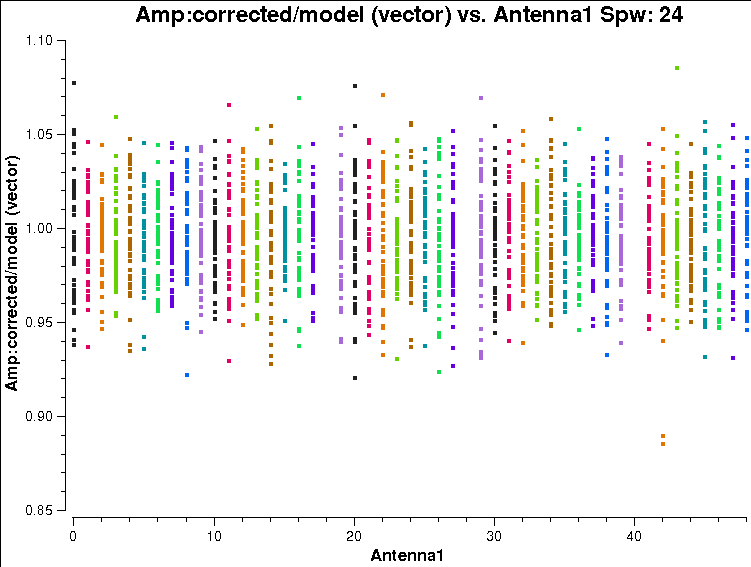 Amp:corrected/model (vector) vs. Antenna1 Spw: 24
1.10
1.05
1.00
0.95
0.90
0.85
Amp:corrected/model (vector)
0 10 20 30 40
Antenna1